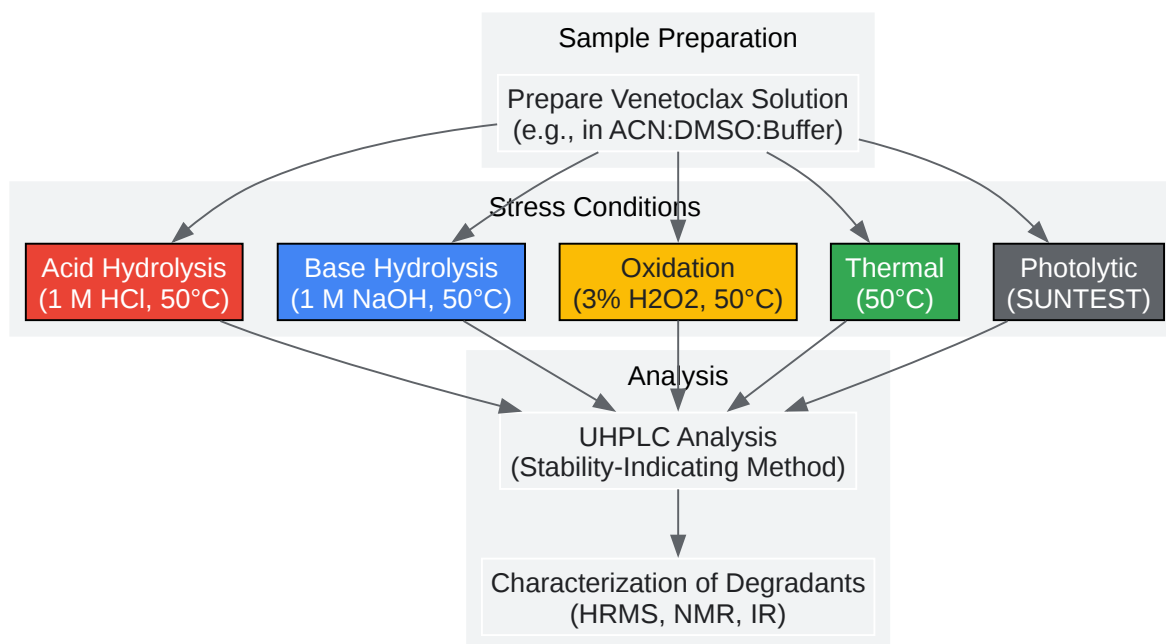 Sample Preparation
Prepare Venetoclax Solution
(e.g., in ACN:DMSO:Buffer)
Stress Conditions
Acid Hydrolysis
(1 M HCl, 50°C)
Base Hydrolysis
(1 M NaOH, 50°C)
Oxidation
(3% H2O2, 50°C)
Thermal
(50°C)
Photolytic
(SUNTEST)
Analysis
UHPLC Analysis
(Stability-Indicating Method)
Characterization of Degradants
(HRMS, NMR, IR)